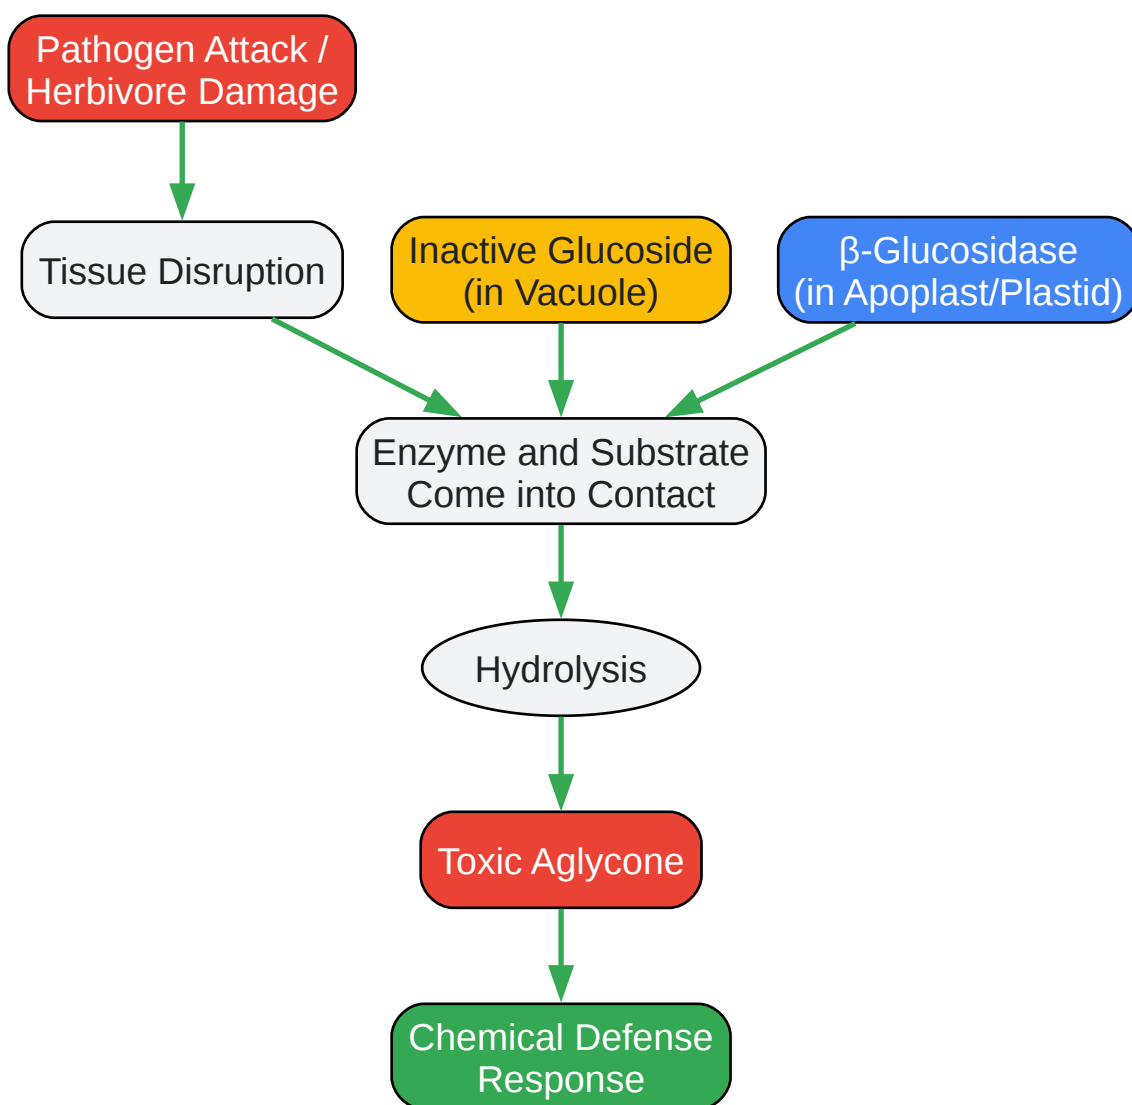 Pathogen Attack /
Herbivore Damage
Tissue Disruption
Inactive Glucoside
(in Vacuole)
β-Glucosidase
(in Apoplast/Plastid)
Enzyme and Substrate
Come into Contact
Hydrolysis
Toxic Aglycone
Chemical Defense
Response